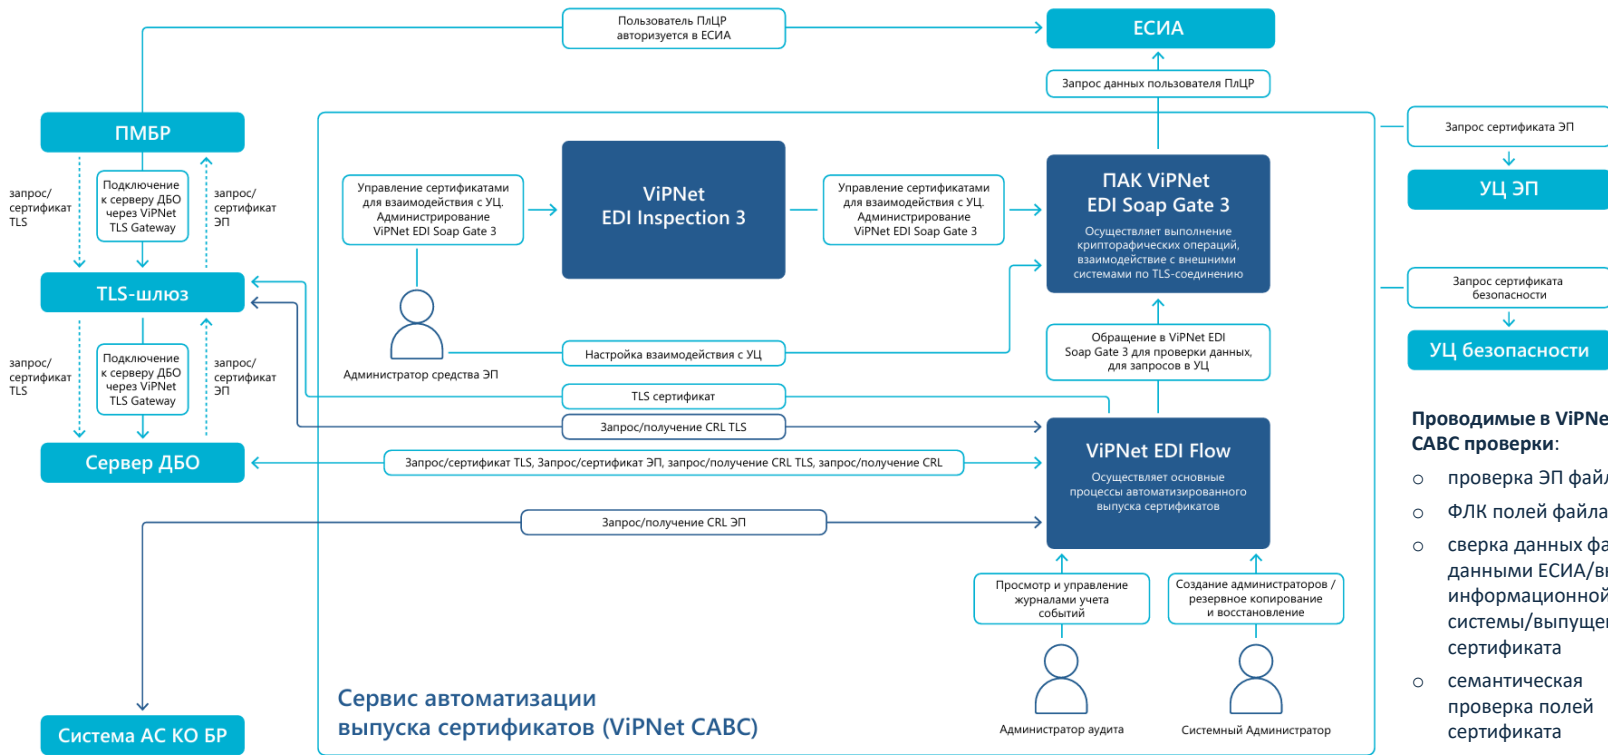 Пользователь ПлЦР
авторизуется в ЕСИА
ЕСИА
Запрос данных пользователя ПлЦР
ПМБР
запрос/
сертификат
TLS
Подключение
к серверу ДБО
через ViPNet
TLS Gateway
запрос/
сертификат
ЭП
TLS-шлюз
запрос/
сертификат
TLS
Подключение
к серверу ДБО
через ViPNet
TLS Gateway
запрос/
сертификат
ЭП
Сервер ДБО
Система АС КО БР
Управление сертификатами
для взаимодействия с УЦ.
Администрирование
ViPNet EDI Soap Gate 3
ViPNet
EDI Inspection 3
Управление сертификатами
для взаимодействия с УЦ.
Администрирование
ViPNet EDI Soap Gate 3
ПАК ViPNet
EDI Soap Gate 3
Осуществляет выполнение
крипторафических операций,
взаимодействие с внешними
системами по TLS-соединению
Администратор средства ЭП
Настройка взаимодействия с УЦ
Обращение в ViPNet EDI
Soap Gate 3 для проверки данных,
для запросов в УЦ
TLS сертификат
Запрос/получение CRL TLS
Запрос/сертификат TLS, Запрос/сертификат ЭП, запрос/получение CRL TLS, запрос/получение CRL
Запрос/получение CRL ЭП
ViPNet EDI Flow
Осуществляет основные
процессы автоматизированного
выпуска сертификатов
Просмотр и управление
журналами учета
событий
Создание администраторов /
резервное копирование
и восстановление
Администратор аудита
Системный Администратор
Сервис автоматизации
выпуска сертификатов (ViPNet САВС)
Запрос сертификата ЭП
УЦ ЭП
Запрос сертификата
безопасности
УЦ безопасности
Проводимые в ViPNe
САВС проверки:
o проверка ЭП файл
o ФЛК полей файла
o сверка данных фа
данными ЕСИА/вн
информационной
системы/выпущен
сертификата
o семантическая
проверка полей
сертификата